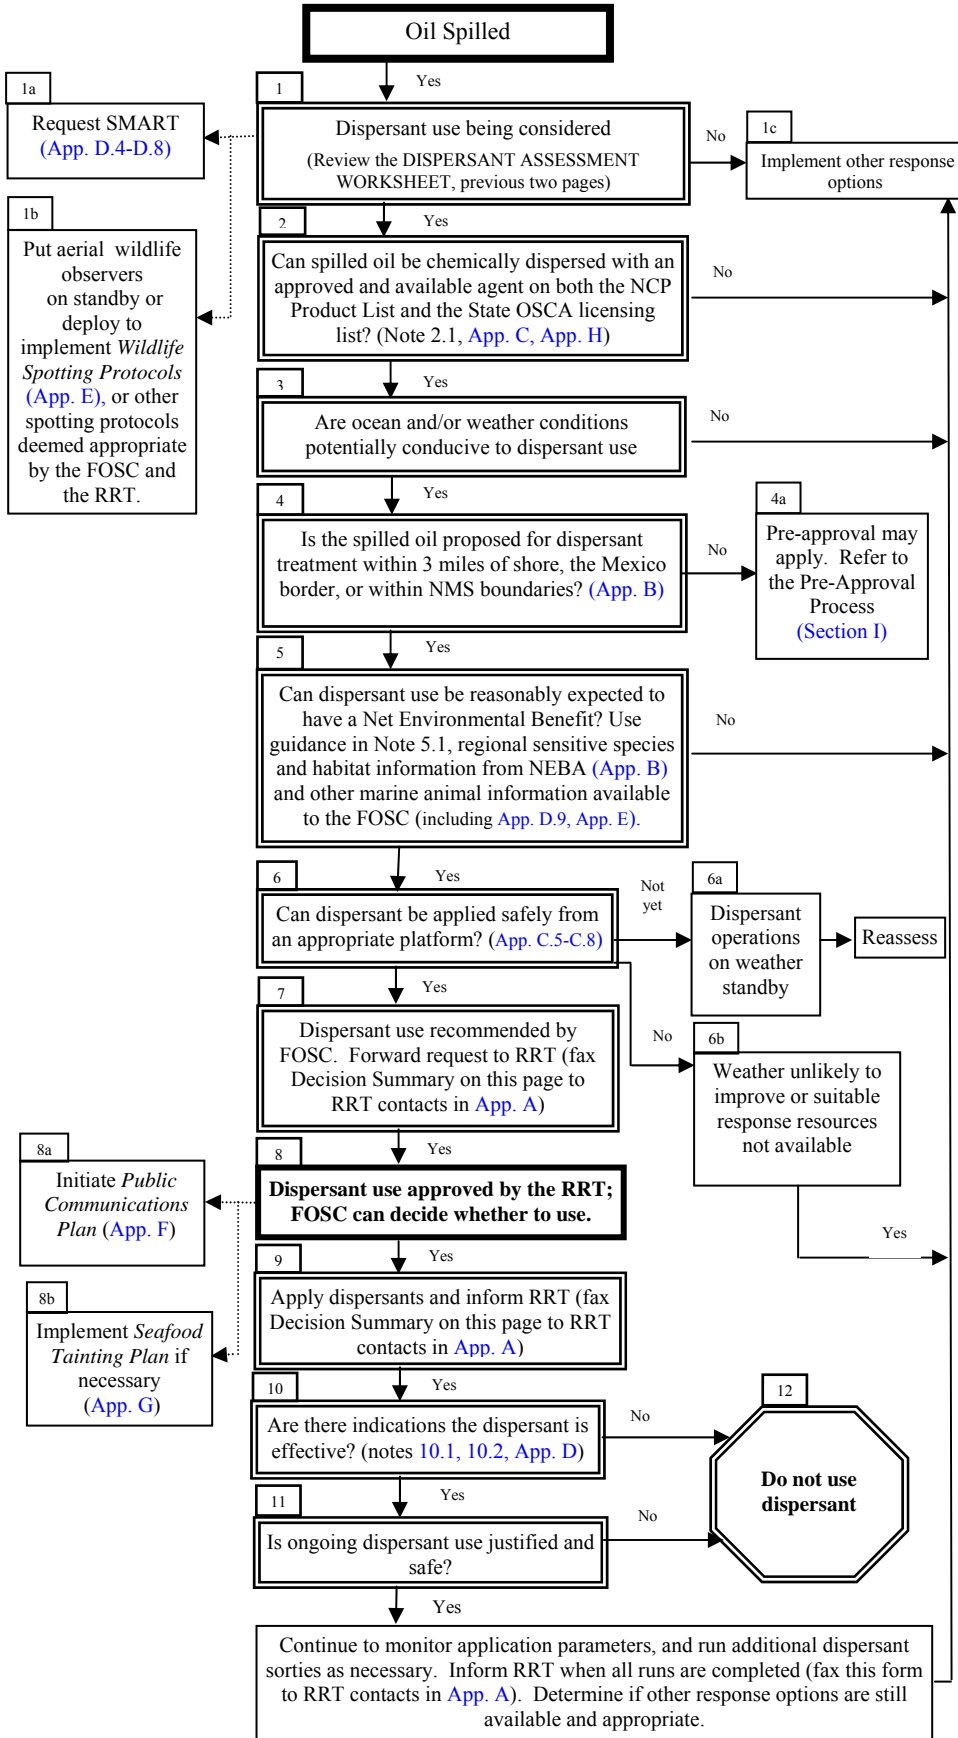 Oil Spilled
Yes
1
Dispersant use being considered
(Review the DISPERSANT ASSESSMENT
WORKSHEET, previous two pages)
1a
Request SMART
(App. D.4-D.8)
1b
Put aerial wildlife
observers
on standby or
deploy to
implement Wildlife
Spotting Protocols
(App. E), or other
spotting protocols
deemed appropriate
by the FOSC and
the RRT.
No
1c
Implement other response
options
Yes
2
Can spilled oil be chemically dispersed with an
approved and available agent on both the NCP
Product List and the State OSCA licensing
list? (Note 2.1, App. C, App. H)
No
Yes
3
Are ocean and/or weather conditions
potentially conducive to dispersant use
No
Yes
4
Is the spilled oil proposed for dispersant
treatment within 3 miles of shore, the Mexico
border, or within NMS boundaries? (App. B)
No
4a
Pre-approval may
apply. Refer to
the Pre-Approval
Process
(Section I)
Yes
5
Can dispersant use be reasonably expected to
have a Net Environmental Benefit? Use
guidance in Note 5.1, regional sensitive species
and habitat information from NEBA (App. B)
and other marine animal information available
to the FOSC (including App. D.9, App. E).
No
Yes
6
Can dispersant be applied safely from
an appropriate platform? (App. C.5-C.8)
Not
yet
6a
Dispersant
operations
on weather
standby
Reassess
No
6b
Weather unlikely to
improve or suitable
response resources
not available
Yes
Yes
7
Dispersant use recommended by
FOSC. Forward request to RRT (fax
Decision Summary on this page to
RRT contacts in App. A)
Yes
8
Dispersant use approved by the RRT;
FOSC can decide whether to use.
8a
Initiate Public
Communications
Plan (App. F)
8b
Implement Seafood
Tainting Plan if
necessary
(App. G)
Yes
9
Apply dispersants and inform RRT (fax
Decision Summary on this page to RRT
contacts in App. A)
Yes
10
Are there indications the dispersant is
effective? (notes 10.1, 10.2, App. D)
No
12
Do not use
dispersant
Yes
11
Is ongoing dispersant use justified and
safe?
No
Yes
Continue to monitor application parameters, and run additional dispersant
sorties as necessary. Inform RRT when all runs are completed (fax this form
to RRT contacts in App. A). Determine if other response options are still
available and appropriate.